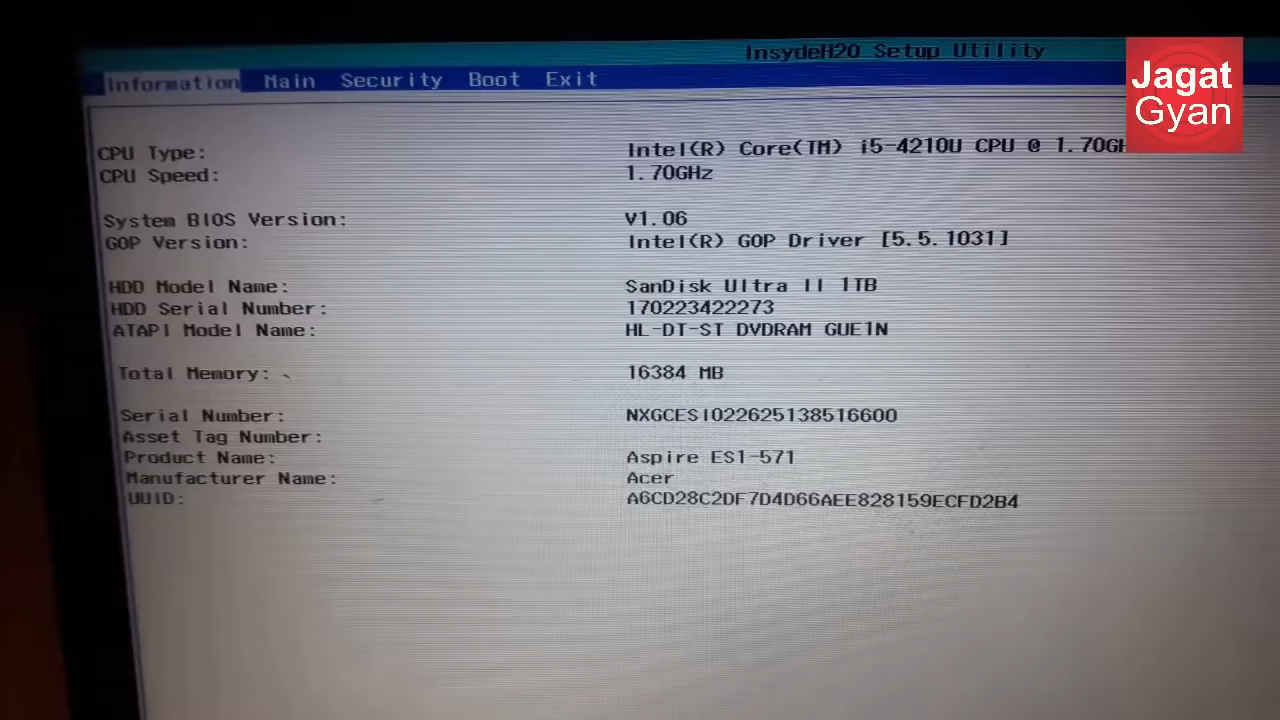 InsydeH20 Setup Utility
Information Main Security Boot Exit
Jagat
Gyan
CPU Type: Intel(R) Core(TM) i5-4210U CPU @ 1.70GH
CPU Speed: 1.70GHz
System BIOS Version: V1.06
GOP Version: Intel(R) GOP Driver [5.5.1031]
HDD Model Name: SanDisk Ultra II 1TB
HDD Serial Number: 170223422273
ATAPI Model Name: HL-DT-ST DVDRAM GUE1N
Total Memory: 16384 MB
Serial Number: NXGCESI022625138516600
Asset Tag Number:
Product Name: Aspire ES1-571
Manufacturer Name: Acer
UUID: A6CD28C2DF7D4D66AEE828159ECFD2B4